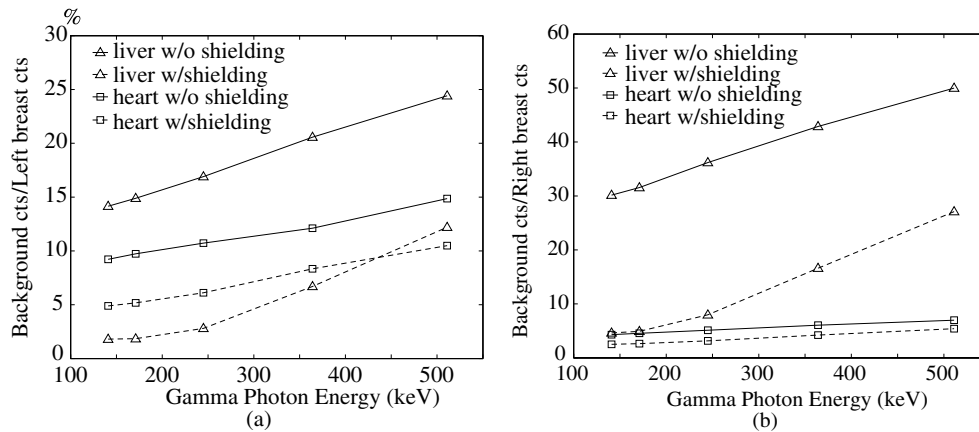 %
30
25
20
15
10
5
0
100
200
300
400
500
Background cts/Left breast cts
liver w/o shielding
liver w/shielding
heart w/o shielding
heart w/shielding
Gamma Photon Energy (keV)
(a)
60
50
40
30
20
10
0
100
200
300
400
500
Background cts/Right breast cts
liver w/o shielding
liver w/shielding
heart w/o shielding
heart w/shielding
Gamma Photon Energy (keV)
(b)